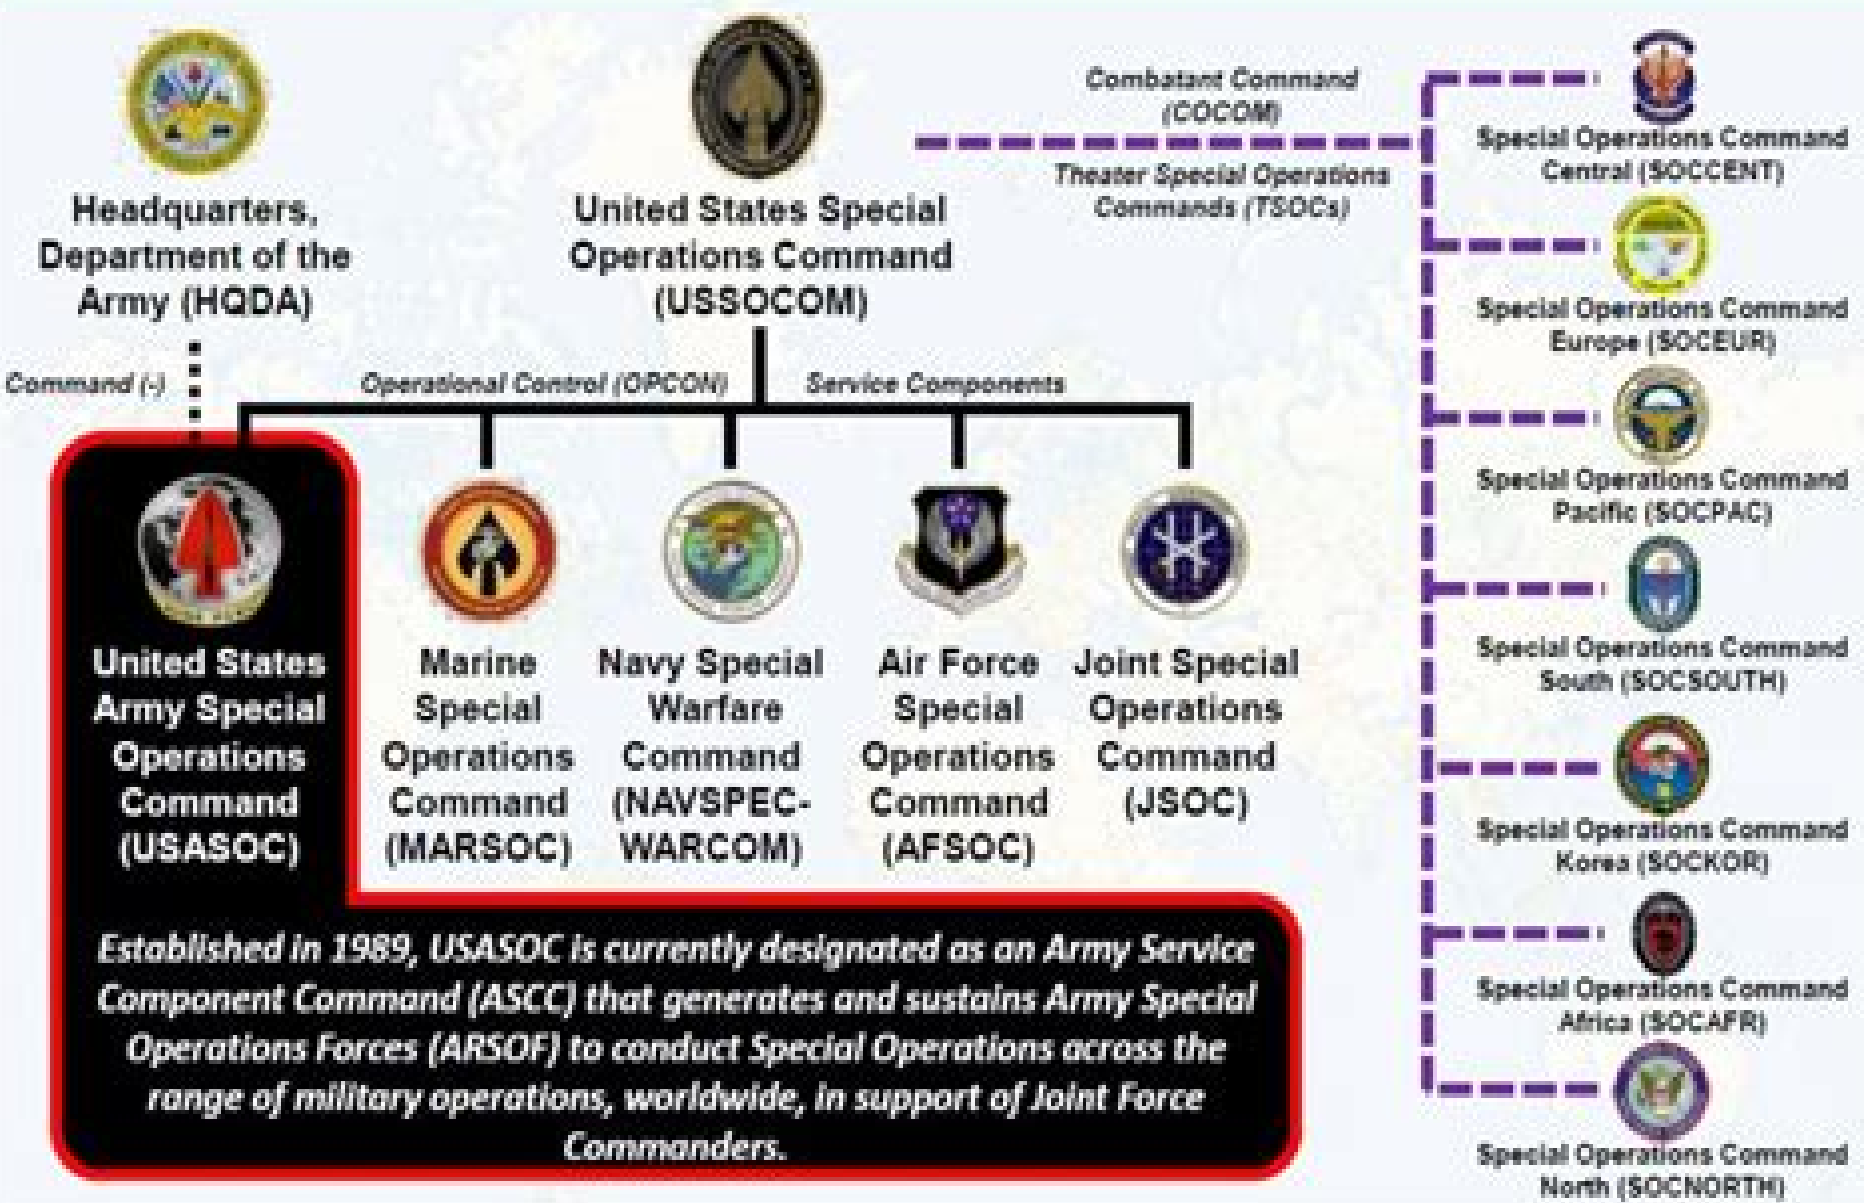 Headquarters,
Department of the
Army (HQDA)
United States Special
Operations Command
(USSOCOM)
Combatant Command
(COCOM)
Theater Special Operations
Commands (TSOCs)
Command (-)
Operational Control (OPCON)
Service Components
United States
Army Special
Operations
Command
(USASOC)
Marine
Special
Operations
Command
(MARSOC)
Navy Special
Warfare
Command
(NAVSPEC-
WARCOM)
Air Force
Special
Operations
Command
(AFSOC)
Joint Special
Operations
Command
(JSOC)
Established in 1989, USASOC is currently designated as an Army Service
Component Command (ASCC) that generates and sustains Army Special
Operations Forces (ARSOF) to conduct Special Operations across the
range of military operations, worldwide, in support of Joint Force
Commanders.
Special Operations Command
Central (SOCCENT)
Special Operations Command
Europe (SOCEUR)
Special Operations Command
Pacific (SOCPAC)
Special Operations Command
South (SOCSOUTH)
Special Operations Command
Korea (SOCKOR)
Special Operations Command
Africa (SOCAFR)
Special Operations Command
North (SOCNORTH)